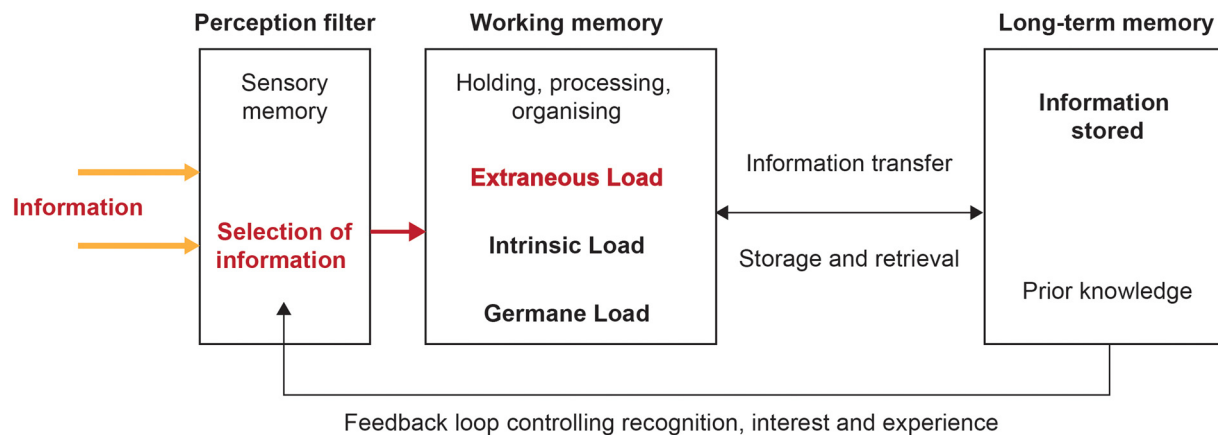 Perception filter
Working memory
Long-term memory
Sensory
memory
Holding, processing,
organising
Information
stored
Information transfer
Extraneous Load
Information
Selection of
information
Intrinsic Load
Storage and retrieval
Prior knowledge
Germane Load
Feedback loop controlling recognition, interest and experience